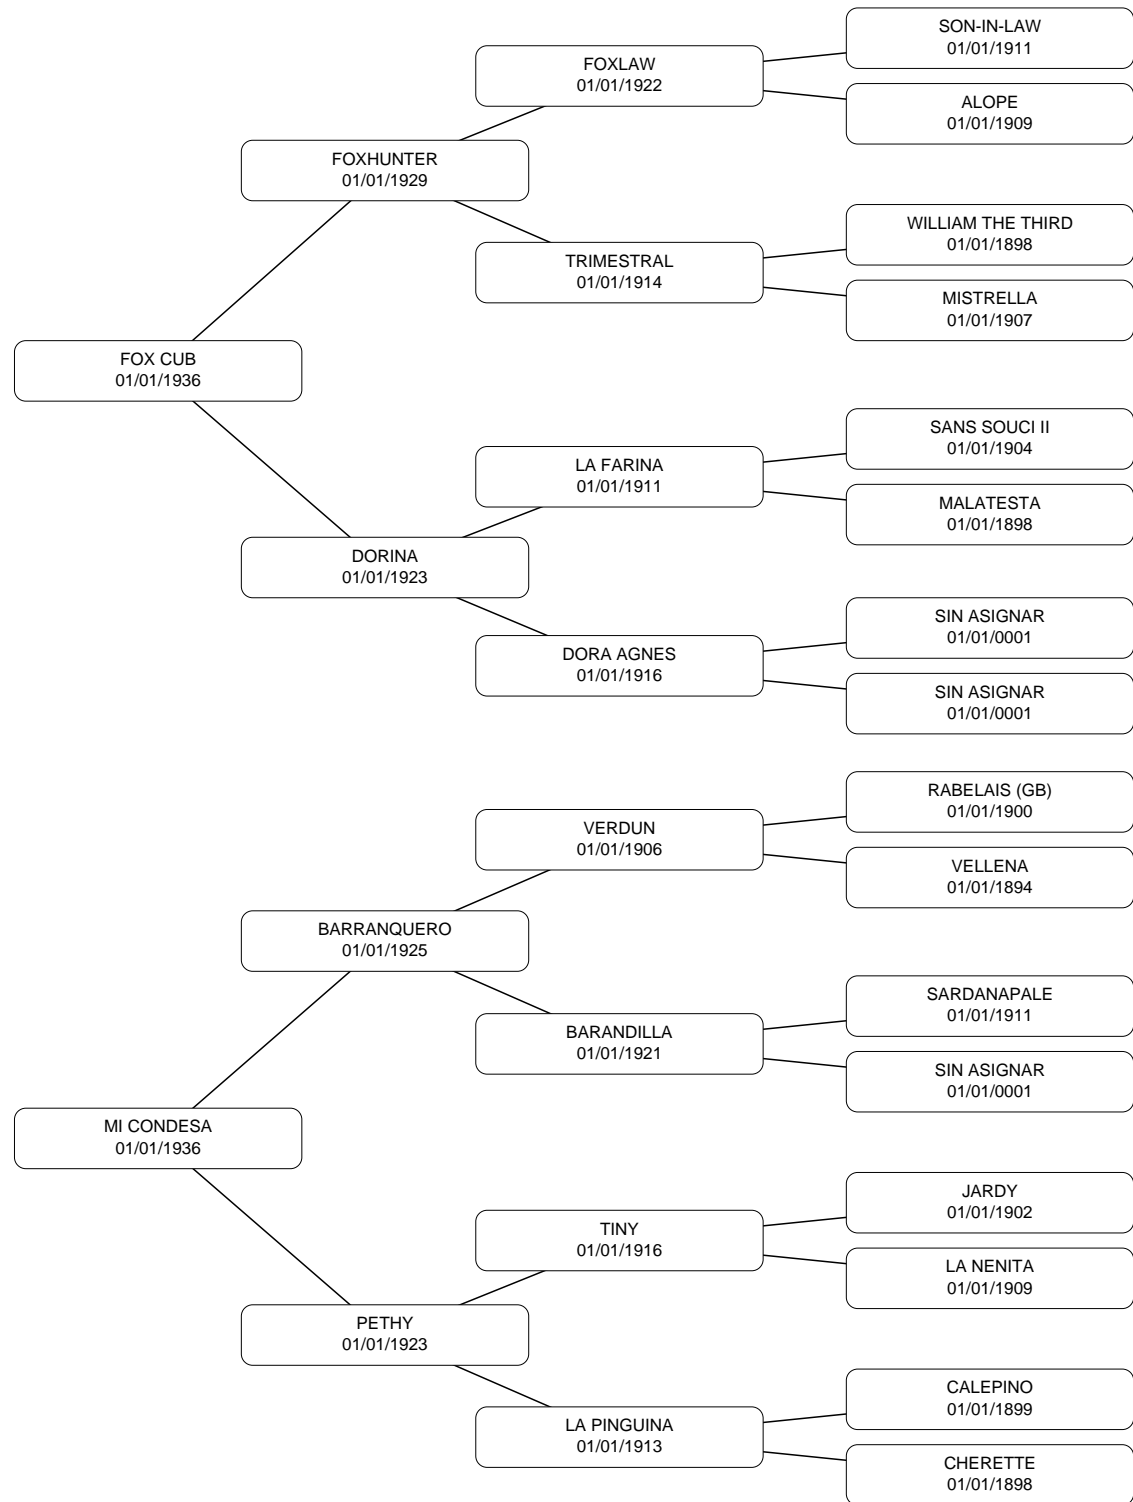 SON-IN-LAW
01/01/1911
FOXLAW
01/01/1922
ALOPE
01/01/1909
FOXHUNTER
01/01/1929
WILLIAM THE THIRD
01/01/1898
TRIMESTRAL
01/01/1914
MISTRELLA
01/01/1907
FOX CUB
01/01/1936
SANS SOUCI II
01/01/1904
LA FARINA
01/01/1911
MALATESTA
01/01/1898
DORINA
01/01/1923
SIN ASIGNAR
01/01/0001
DORA AGNES
01/01/1916
SIN ASIGNAR
01/01/0001
RABELAIS (GB)
01/01/1900
VERDUN
01/01/1906
VELLENA
01/01/1894
BARRANQUERO
01/01/1925
SARDANAPALE
01/01/1911
BARANDILLA
01/01/1921
SIN ASIGNAR
01/01/0001
MI CONDESA
01/01/1936
JARDY
01/01/1902
TINY
01/01/1916
LA NENITA
01/01/1909
PETHY
01/01/1923
CALEPINO
01/01/1899
LA PINGUINA
01/01/1913
CHERETTE
01/01/1898